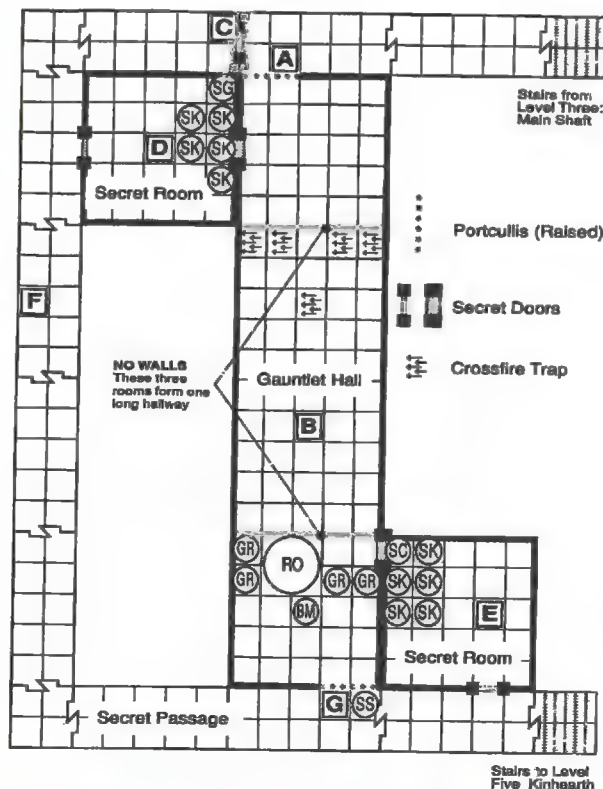 C
A
Stairs from
Level Three:
Main Shaft
SG
SK SK
D SK SK
SK
Secret Room
Portcullis (Raised)
F
Secret Doors
NO WALLS
These three
rooms form one
long hallway
Gauntlet Hall
Crossfire Trap
B
GR RO SC SK
GR GR GR SK SK
BM SK SK E
Secret Room
Secret Passage
G SS
Stairs to Level
Five Kinhearth